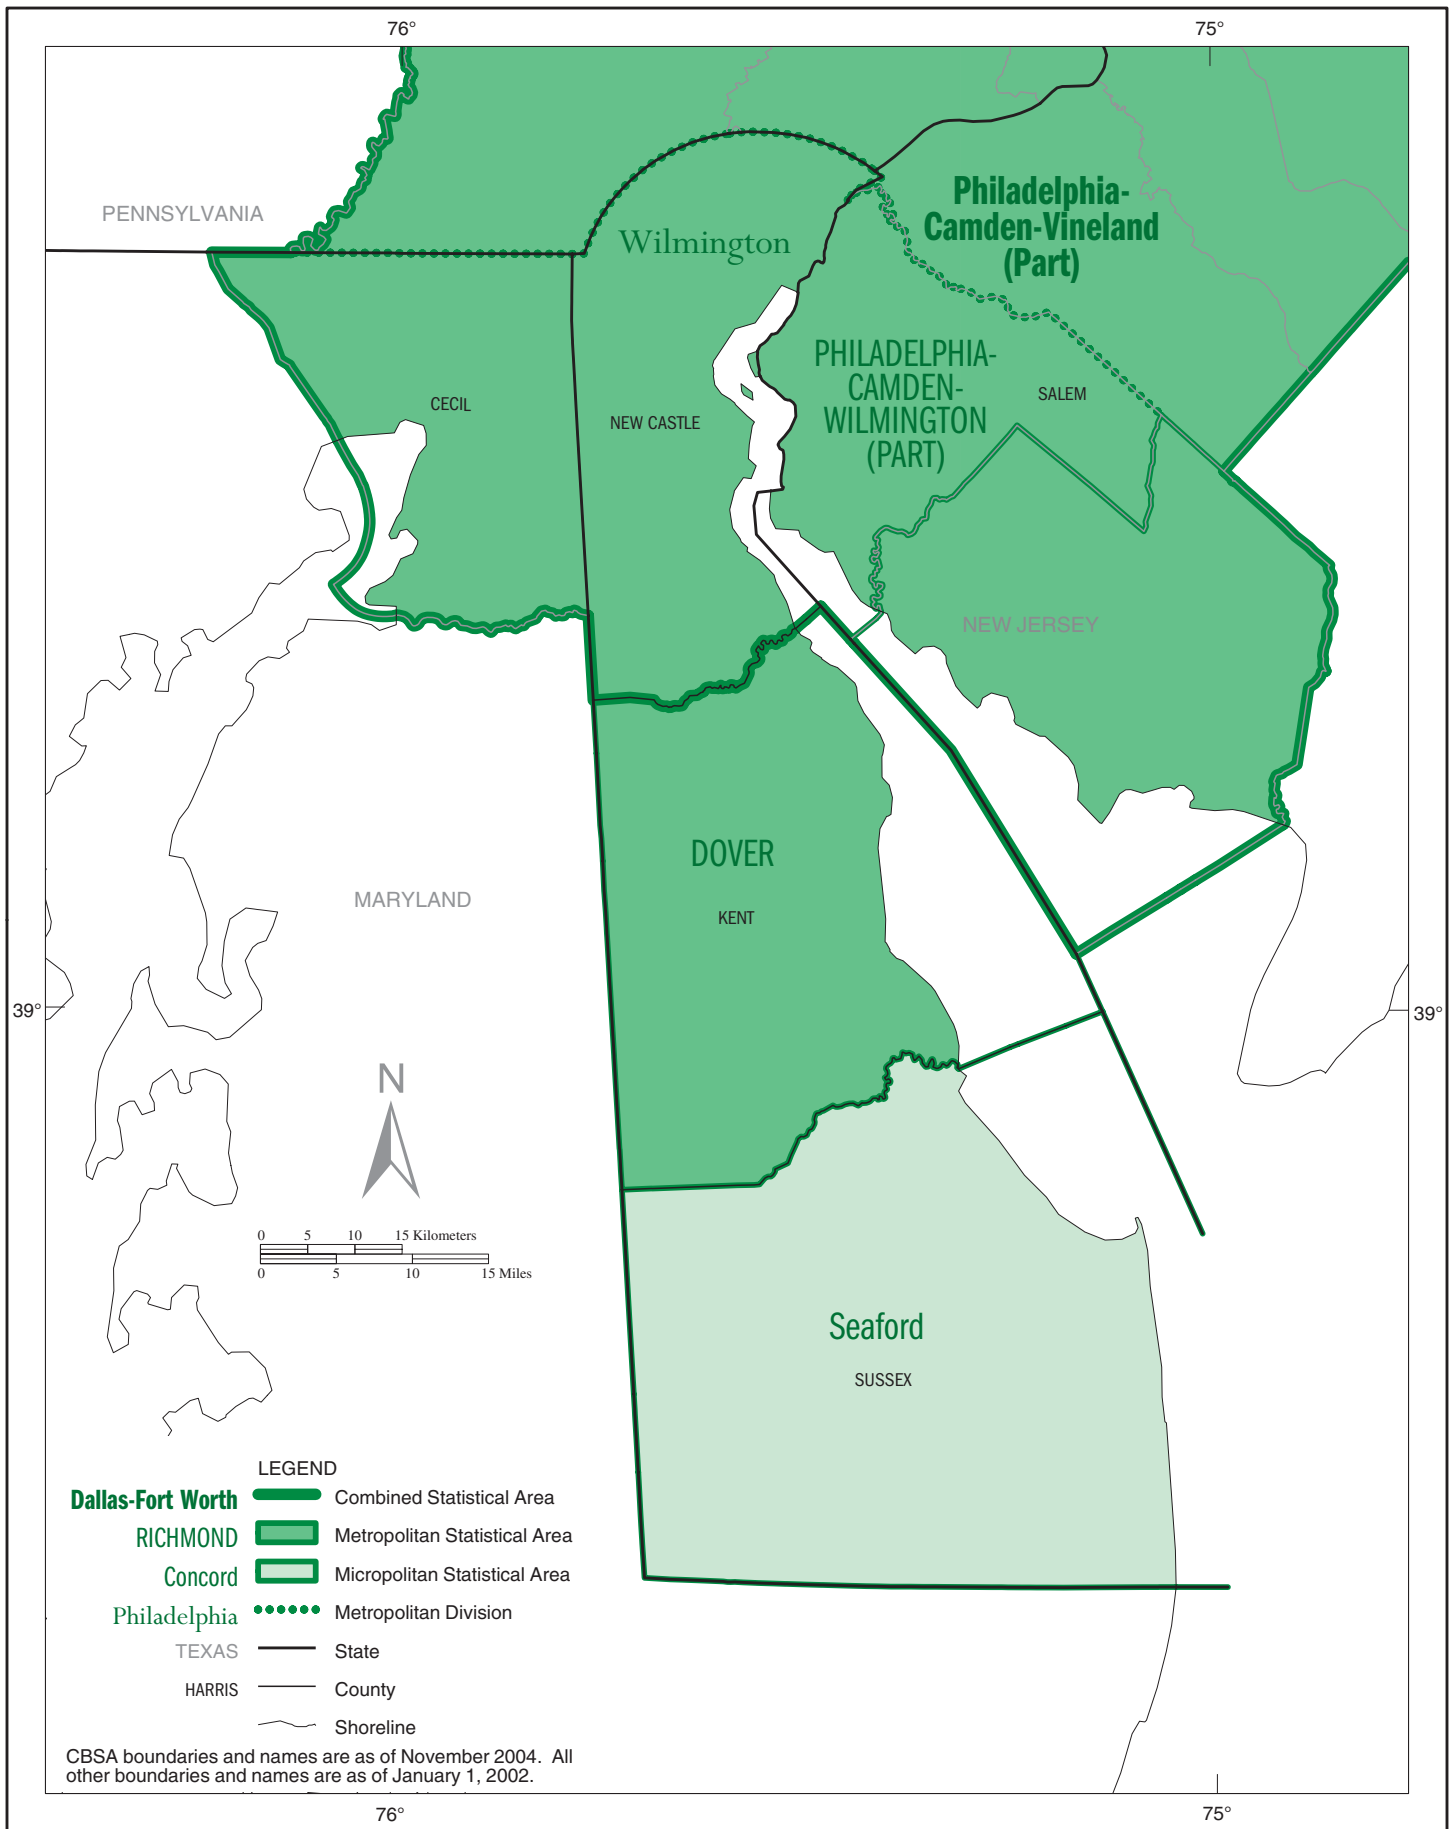 76°
75°
PENNSYLVANIA
Wilmington
Philadelphia-
Camden-Vineland
(Part)
PHILADELPHIA-
CAMDEN-
WILMINGTON
(PART)
SALEM
CECIL
NEW CASTLE
NEW JERSEY
DOVER
KENT
MARYLAND
39°
39°
N
0 5 10 15 Kilometers
0 5 10 15 Miles
Seaford
SUSSEX
LEGEND
Dallas-Fort Worth Combined Statistical Area
RICHMOND Metropolitan Statistical Area
Concord Micropolitan Statistical Area
Philadelphia Metropolitan Division
TEXAS State
HARRIS County
Shoreline
CBSA boundaries and names are as of November 2004. All
other boundaries and names are as of January 1, 2002.
76°
75°